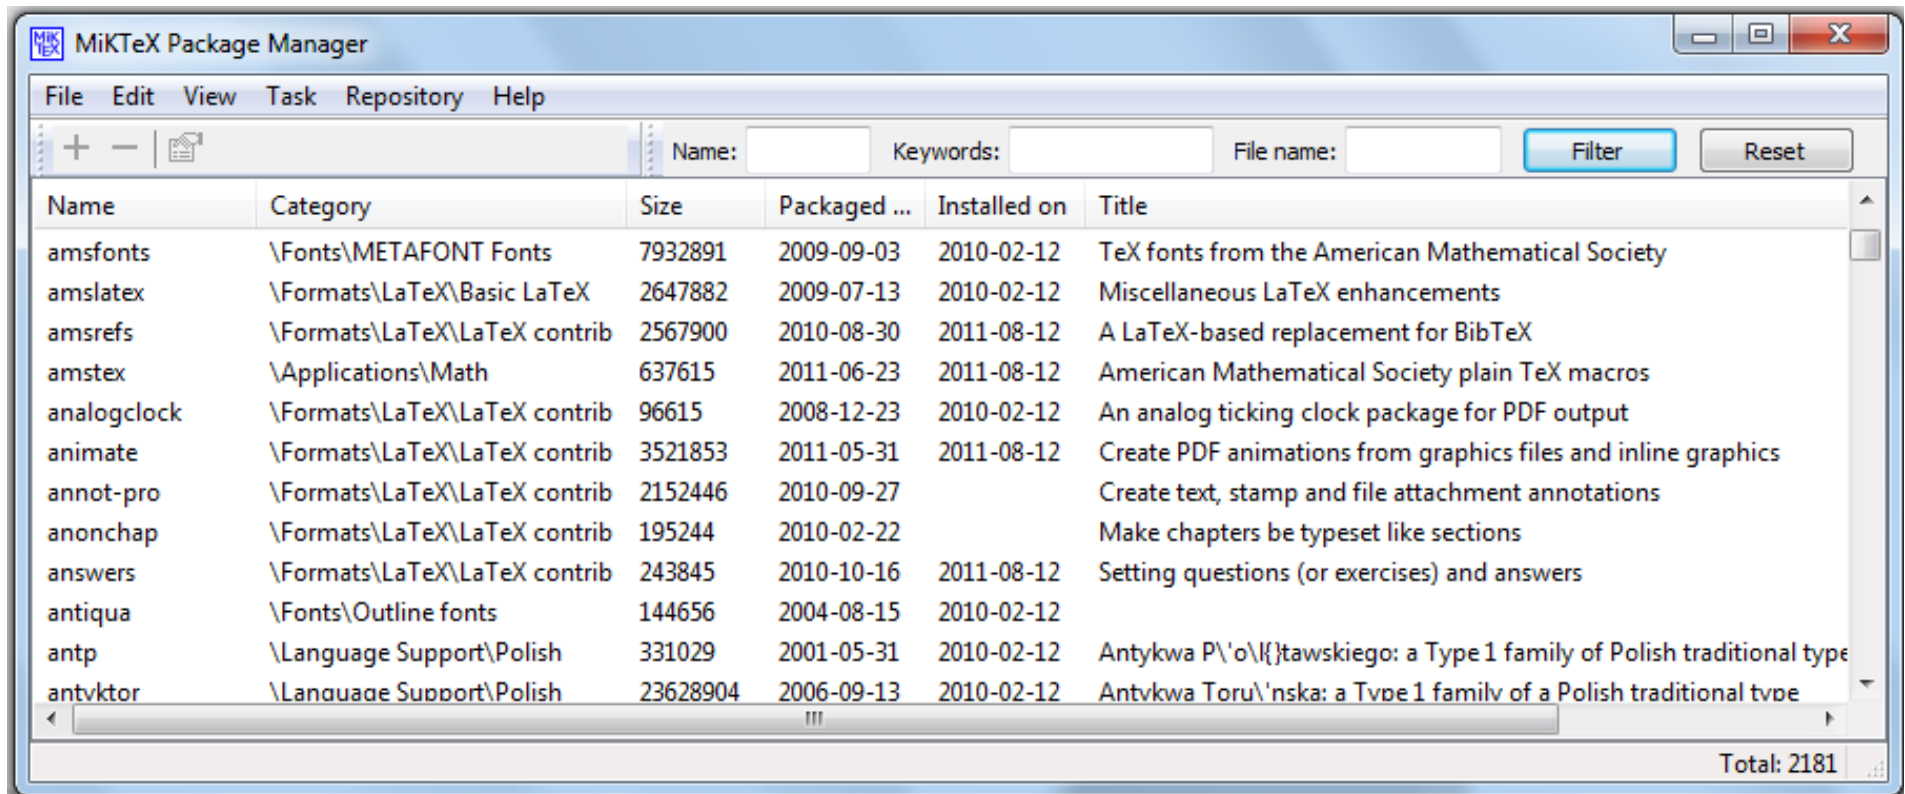 MiKTeX Package Manager
File Edit View Task Repository Help
Name: Keywords: File name: Filter Reset
Name Category Size Packaged ... Installed on Title
amsfonts \Fonts\METAFONT Fonts 7932891 2009-09-03 2010-02-12 TeX fonts from the American Mathematical Society
amslatex \Formats\LaTeX\Basic LaTeX 2647882 2009-07-13 2010-02-12 Miscellaneous LaTeX enhancements
amsrefs \Formats\LaTeX\LaTeX contrib 2567900 2010-08-30 2011-08-12 A LaTeX-based replacement for BibTeX
amstex \Applications\Math 637615 2011-06-23 2011-08-12 American Mathematical Society plain TeX macros
analogclock \Formats\LaTeX\LaTeX contrib 96615 2008-12-23 2010-02-12 An analog ticking clock package for PDF output
animate \Formats\LaTeX\LaTeX contrib 3521853 2011-05-31 2011-08-12 Create PDF animations from graphics files and inline graphics
annot-pro \Formats\LaTeX\LaTeX contrib 2152446 2010-09-27 Create text, stamp and file attachment annotations
anonchap \Formats\LaTeX\LaTeX contrib 195244 2010-02-22 Make chapters be typeset like sections
answers \Formats\LaTeX\LaTeX contrib 243845 2010-10-16 2011-08-12 Setting questions (or exercises) and answers
antiqua \Fonts\Outline fonts 144656 2004-08-15 2010-02-12
antp \Language Support\Polish 331029 2001-05-31 2010-02-12 Antykwa P\'o\l{}tawskiego: a Type 1 family of Polish traditional type
antyktor \Language Support\Polish 23628904 2006-09-13 2010-02-12 Antykwa Toru\'nska: a Type 1 family of a Polish traditional type
Total: 2181